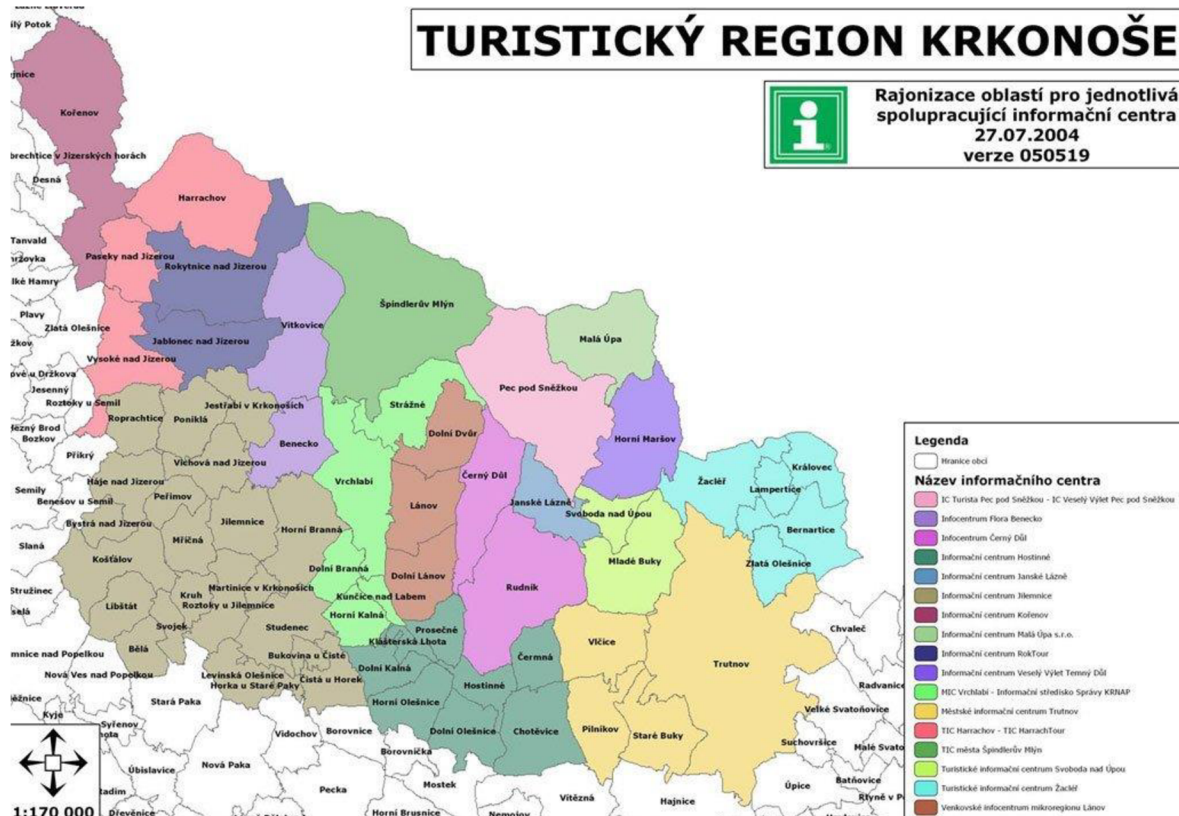 TURISTICKÝ REGION KRKONOŠE
Rajonizace oblastí pro jednotlivá
spolupracující informační centra
27.07.2004
verze 050519
Kořenov
Desná
Harrachov
Tanvald
Paseky nad Jizerou
Rokytnice nad Jizerou
Plavy
Zlatá Olešnice
Vítkovice
Špindlerův Mlýn
Malá Úpa
Jablonec nad Jizerou
Vysoké nad Jizerou
Jesenný
Roztoky u Semil
Roprachtice
Poniklá
Jestřabí v Krkonoších
Strážné
Pec pod Sněžkou
Bozkov
Příkrý
Benecko
Dolní Dvůr
Horní Maršov
Víchová nad Jizerou
Háje nad Jizerou
Vrchlabí
Černý Důl
Žacléř
Královec
Semily
Benešov u Semil
Peřimov
Lánov
Janské Lázně
Lampertice
Bystrá nad Jizerou
Jilemnice
Horní Branná
Svoboda nad Úpou
Bernartice
Slaná
Košťálov
Mříčná
Dolní Branná
Mladé Buky
Zlatá Olešnice
Dolní Lánov
Rudník
Stružinec
Martinice v Krkonoších
Kruh
Kunčice nad Labem
Roztoky u Jilemnice
Libštát
Horní Kalná
Svojek
Studenec
Prosečné
Klášterská Lhota
Vlčice
Chvaleč
Bělá
Bukovina u Čisté
Dolní Kalná
Čermná
Trutnov
Nová Ves nad Popelkou
Levínská Olešnice
Horka u Staré Paky
Čistá u Horek
Hostinné
Radvanice
Stará Paka
Horní Olešnice
Velké Svatoňovice
Kyje
Syřenov
Vidochov
Borovnice
Dolní Olešnice
Chotěvice
Pilníkov
Staré Buky
Suchovršice
Borovnička
Úbislavice
Nová Paka
Pecka
Mostek
Vítězná
Hajnice
Úpice
Batňovice
Horní Brusnice
1:170 000
Legenda
Hranice obcí
Název informačního centra
IC Turista Pec pod Sněžkou - IC Veselý Výlet Pec pod Sněžkou
Infocentrum Flora Benecko
Infocentrum Černý Důl
Informační centrum Hostinné
Informační centrum Janské Lázně
Informační centrum Jilemnice
Informační centrum Kořenov
Informační centrum Malá Úpa s.r.o.
Informační centrum RokTour
Informační centrum Veselý Výlet Temný Důl
MIC Vrchlabí - Informační středisko Správy KRNAP
Městské informační centrum Trutnov
TIC Harrachov - TIC HarrachTour
TIC města Špindlerův Mlýn
Turistické informační centrum Svoboda nad Úpou
Turistické informační centrum Žacléř
Venkovské infocentrum mikroregionu Lánov